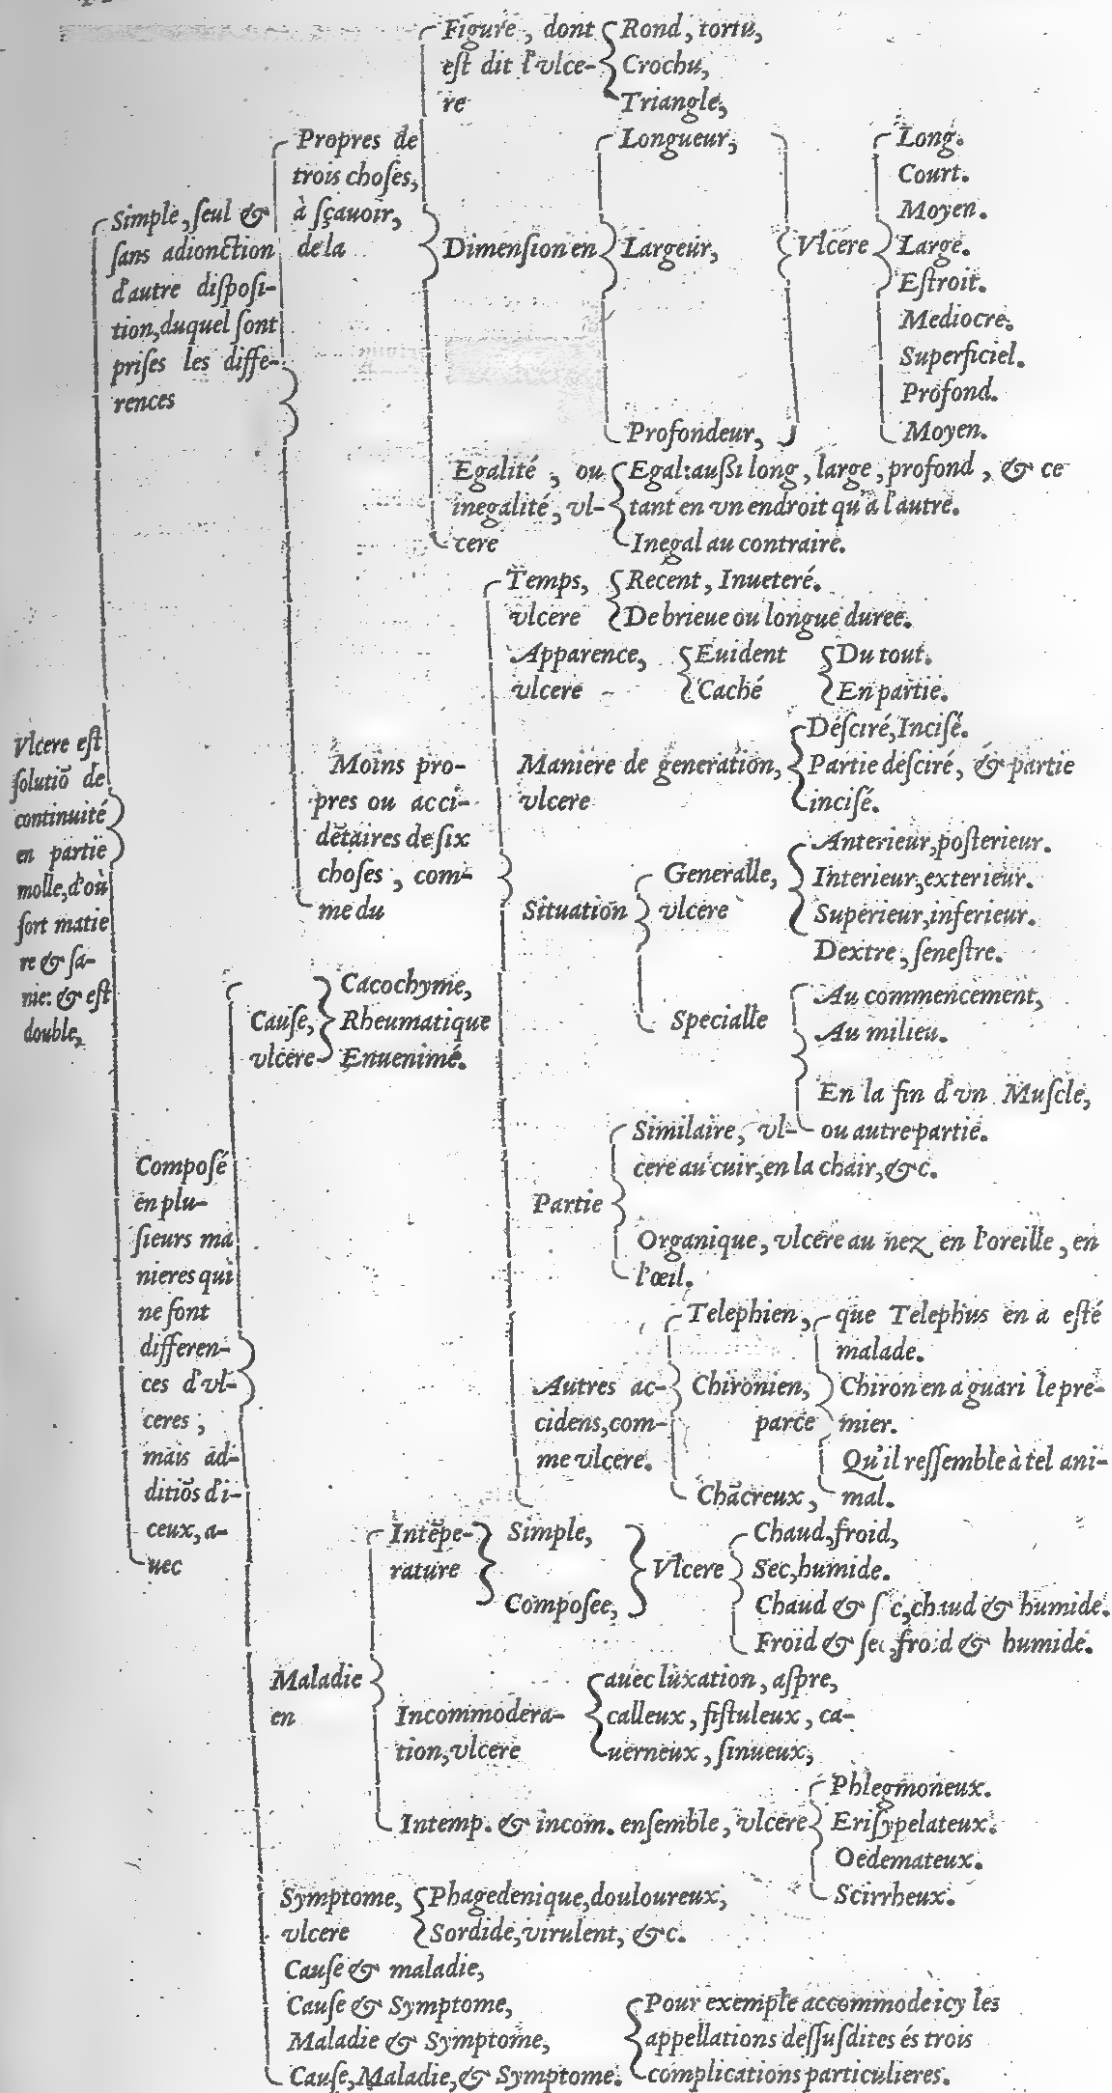 Vlcere est
ſolutiõ de
continuité
en partie
molle, d'où
ſort matie
re & ſa-
nie: & est
double,
Simple, ſeul &
ſans adionction
d'autre diſpoſi-
tion, duquel ſont
priſes les diffe-
rences
Propres de
trois choſes,
à ſçauoir,
de la
Figure, dont
eſt dit l'vlce-
re
Rond, tortu,
Crochu,
Triangle,
Dimenſion en
Longueur,
Largeur,
Profondeur,
Vlcere
Long.
Court.
Moyen.
Large.
Eſtroit.
Mediocre.
Superficiel.
Profond.
Moyen.
Egalité, ou
inegalité, vl-
cere
Egal: außi long, large, profond, & ce
tant en vn endroit qu'à l'autre.
Inegal au contraire.
Moins pro-
pres ou acci-
dẽtaires de ſix
choſes, com-
me du
Temps,
vlcere
Recent, Inueteré.
De brieue ou longue duree.
Apparence,
vlcere
Euident
Caché
Du tout.
En partie.
Maniere de generation,
vlcere
Deſciré, Inciſé.
Partie deſciré, & partie
inciſé.
Situation
Generalle,
vlcere
Anterieur, poſterieur.
Interieur, exterieur.
Superieur, inferieur.
Dextre, ſeneſtre.
Specialle
Au commencement,
Au milieu.
En la fin d'vn Muſcle,
ou autre partie.
Partie
Similaire, vl-
cere au cuir, en la chair, &c.
Organique, vlcere au nez en l'oreille, en
l'œil.
Autres ac-
cidens, com-
me vlcere.
Telephien,
Chironien,
parce
Chãcreux,
que Telephus en a eſté
malade.
Chiron en a guari le pre-
mier.
Qu'il reſſemble à tel ani-
mal.
Compoſé
en plu-
ſieurs ma
nieres qui
ne font
differen-
ces d'vl-
ceres,
mais ad-
ditiõs d'i-
ceux, a-
uec
Cauſe,
vlcere
Cacochyme,
Rheumatique
Enuenimé.
Maladie
en
Intẽpe-
rature
Simple,
Compoſee,
Vlcere
Chaud, froid,
Sec, humide.
Chaud & ſec, chaud & humide.
Froid & ſec, froid & humide.
Incommodera-
tion, vlcere
auec luxation, aſpre,
calleux, fiſtuleux, ca-
uerneux, ſinueux,
Intemp. & incom. enſemble, vlcere
Phlegmoneux.
Eriſypelateux.
Oedemateux.
Scirrheux.
Symptome,
vlcere
Phagedenique, douloureux,
Sordide, virulent, &c.
Cauſe & maladie,
Cauſe & Symptome,
Maladie & Symptome,
Cauſe, Maladie, & Symptome.
Pour exemple accommode icy les
appellations deſſuſdites és trois
complications particulieres.